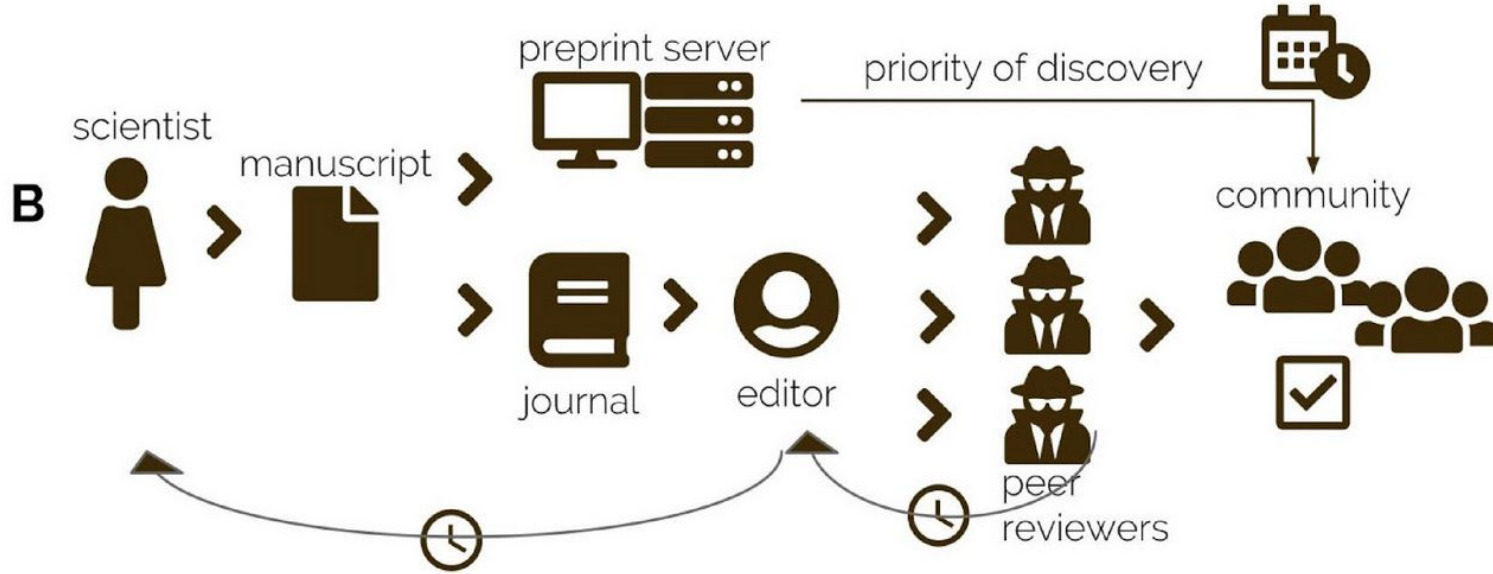 preprint server
priority of discovery
scientist
manuscript
community
B
journal
editor
peer
reviewers